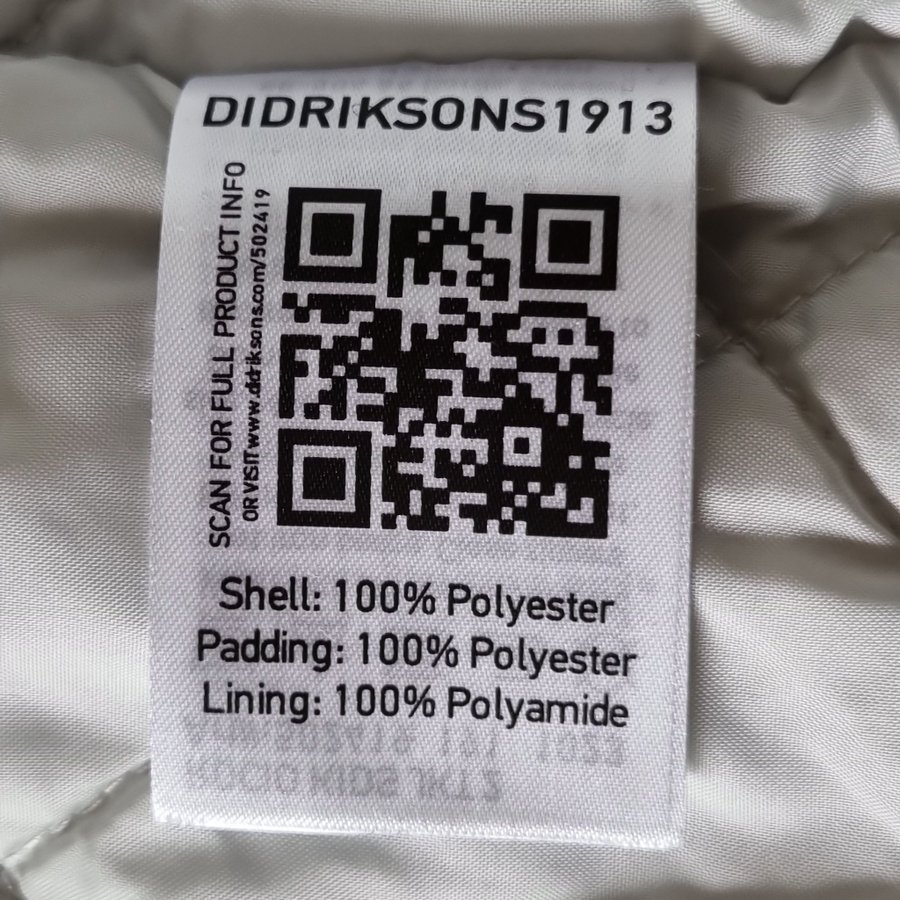 DIDRIKSONS1913
SCAN FOR FULL PRODUCT INFO
OR VISIT www.didriksons.com/502419
Shell: 100% Polyester
Padding: 100% Polyester
Lining: 100% Polyamide
KIDS